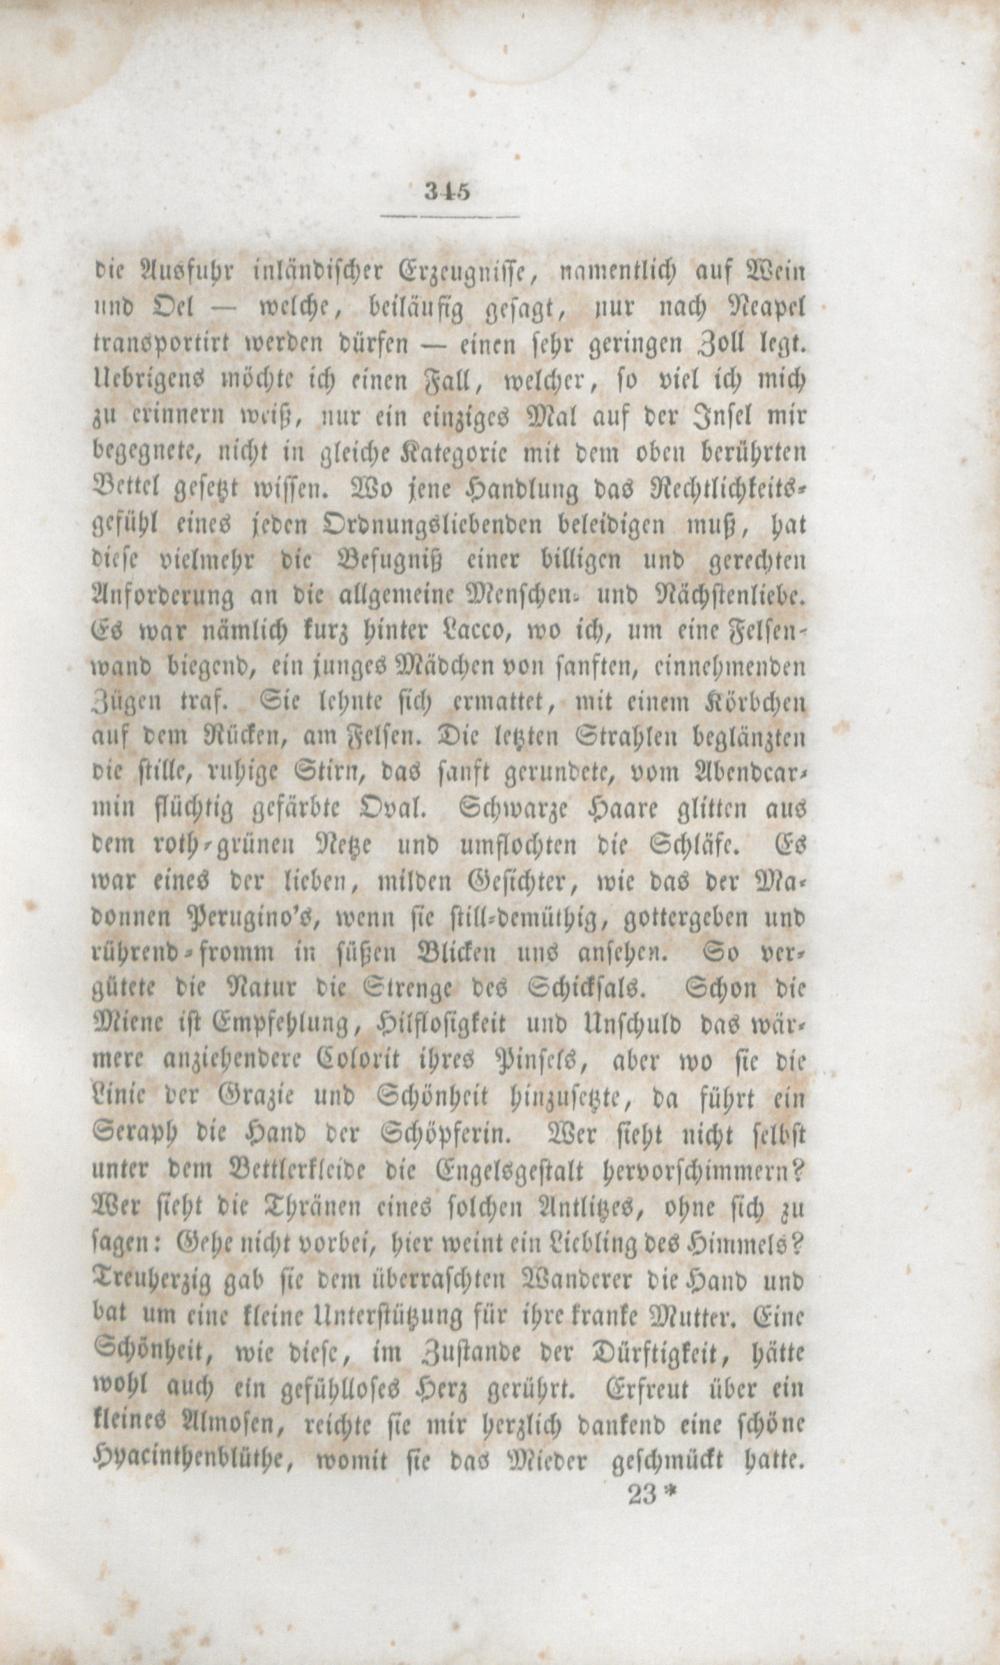 345
die Ausfuhr inländischer Erzeugnisse, namentlich auf Wein
und Oel — welche, beiläufig gesagt, nur nach Neapel
transportirt werden dürfen — einen sehr geringen Zoll legt.
Uebrigens möchte ich einen Fall, welcher, so viel ich mich
zu erinnern weiß, nur ein einziges Mal auf der Insel mir
begegnete, nicht in gleiche Kategorie mit dem oben berührten
Bettel gesetzt wissen. Wo jene Handlung das Rechtlichkeits-
gefühl eines jeden Ordnungsliebenden beleidigen muß, hat
diese vielmehr die Befugniß einer billigen und gerechten
Anforderung an die allgemeine Menschen- und Nächstenliebe.
Es war nämlich kurz hinter Lacco, wo ich, um eine Felsen-
wand biegend, ein junges Mädchen von sanften, einnehmenden
Zügen traf. Sie lehnte sich ermattet, mit einem Körbchen
auf dem Rücken, am Felsen. Die letzten Strahlen beglänzten
die stille, ruhige Stirn, das sanft gerundete, vom Abendcar-
min flüchtig gefärbte Oval. Schwarze Haare glitten aus
dem roth-grünen Netze und umflochten die Schläfe. Es
war eines der lieben, milden Gesichter, wie das der Ma-
donnen Perugino's, wenn sie still-demüthig, gottergeben und
rührend-fromm in süßen Blicken uns ansehen. So ver-
gütete die Natur die Strenge des Schicksals. Schon die
Miene ist Empfehlung, Hilflosigkeit und Unschuld das wär-
mere anziehendere Colorit ihres Pinsels, aber wo sie die
Linie der Grazie und Schönheit hinzusetzte, da führt ein
Seraph die Hand der Schöpferin. Wer sieht nicht selbst
unter dem Bettlerkleide die Engelsgestalt hervorschimmern?
Wer sieht die Thränen eines solchen Antlitzes, ohne sich zu
sagen: Gehe nicht vorbei, hier weint ein Liebling des Himmels?
Treuherzig gab sie dem überraschten Wanderer die Hand und
bat um eine kleine Unterstützung für ihre kranke Mutter. Eine
Schönheit, wie diese, im Zustande der Dürftigkeit, hätte
wohl auch ein gefühlloses Herz gerührt. Erfreut über ein
kleines Almosen, reichte sie mir herzlich dankend eine schöne
Hyacinthenblüthe, womit sie das Mieder geschmückt hatte.
23*